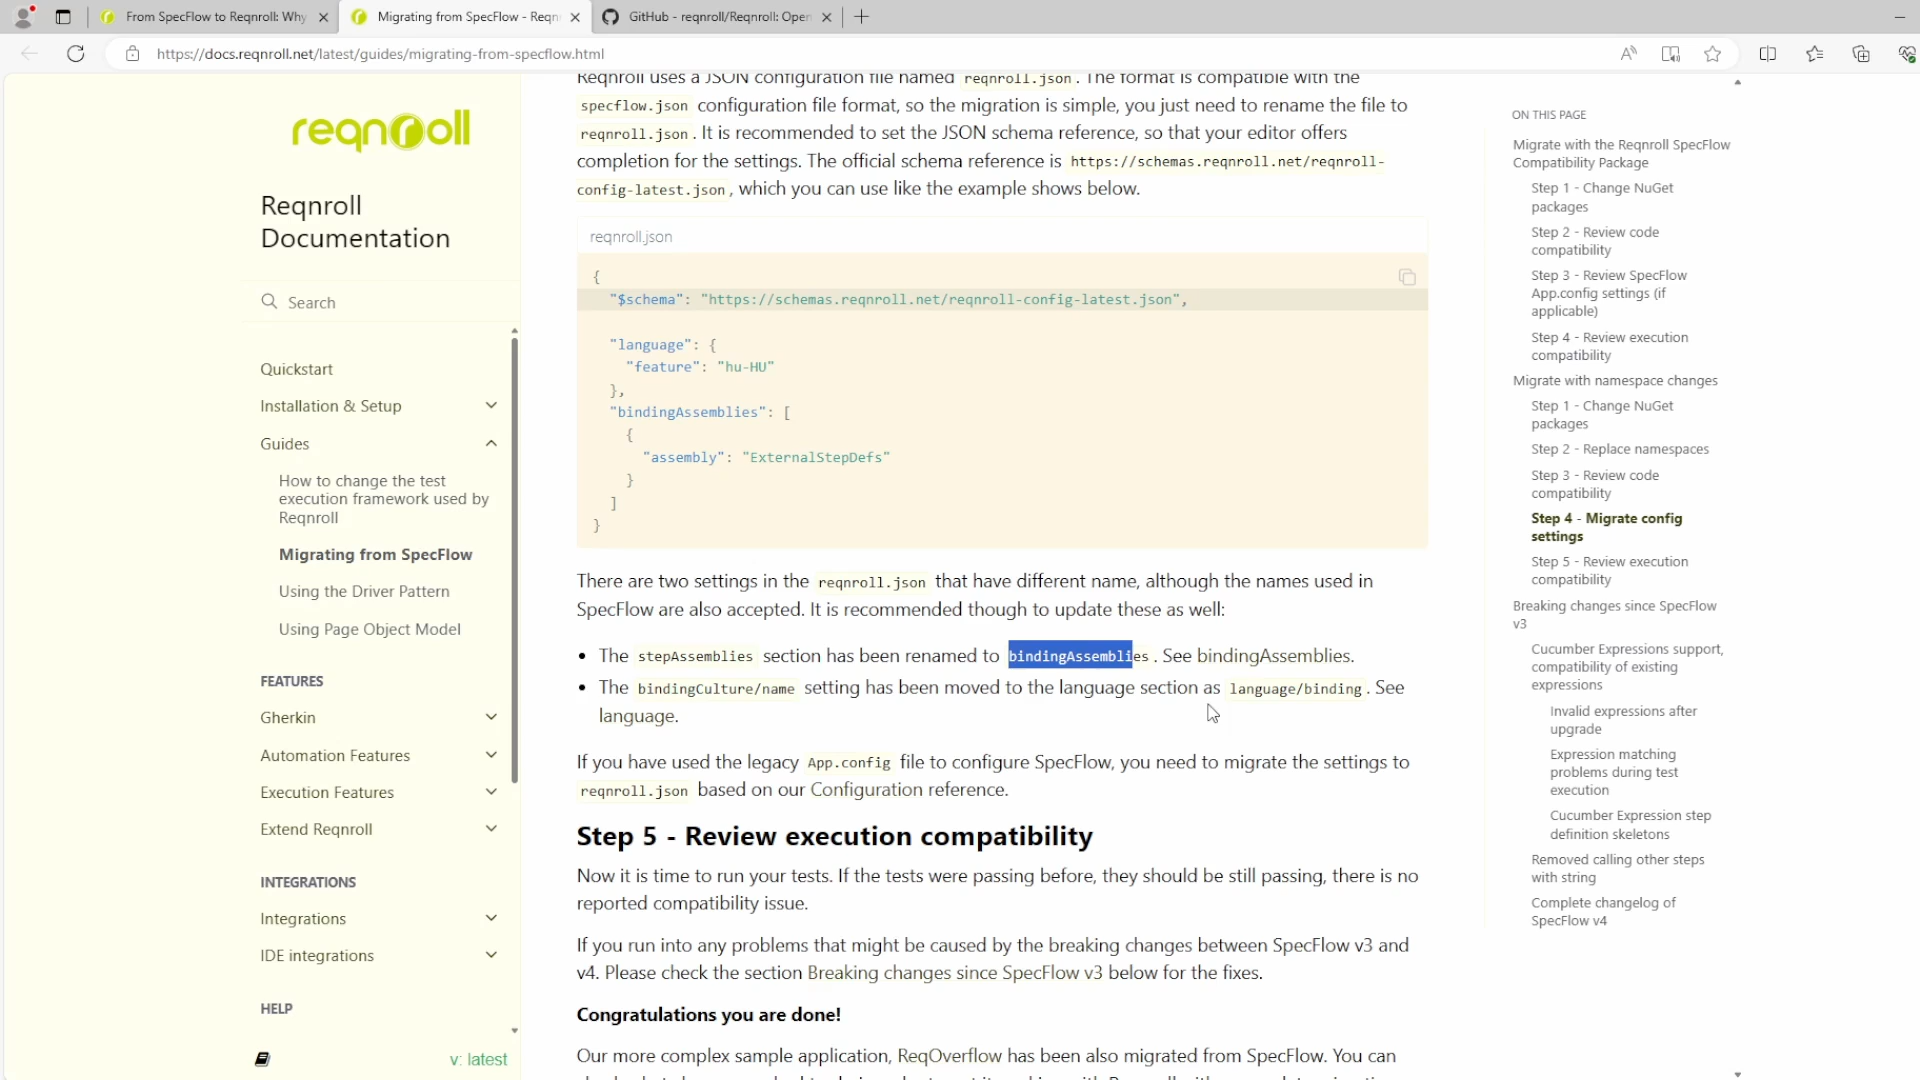 From SpecFlow to Reqnroll: Why
Migrating from SpecFlow - Reqn
GitHub - reqnroll/Reqnroll: Open
https://docs.reqnroll.net/latest/guides/migrating-from-specflow.html
reqnroll
Reqnroll
Documentation
Search
Quickstart
Installation & Setup
Guides
How to change the test
execution framework used by
Reqnroll
Migrating from SpecFlow
Using the Driver Pattern
Using Page Object Model
FEATURES
Gherkin
Automation Features
Execution Features
Extend Reqnroll
INTEGRATIONS
Integrations
IDE integrations
HELP
v: latest
Reqnroll uses a JSON configuration file named reqnroll.json. The format is compatible with the
specflow.json configuration file format, so the migration is simple, you just need to rename the file to
reqnroll.json. It is recommended to set the JSON schema reference, so that your editor offers
completion for the settings. The official schema reference is https://schemas.reqnroll.net/reqnroll-
config-latest.json, which you can use like the example shows below.
reqnroll.json
{
"$schema": "https://schemas.reqnroll.net/reqnroll-config-latest.json",
"language": {
"feature": "hu-HU"
},
"bindingAssemblies": [
{
"assembly": "ExternalStepDefs"
}
]
}
There are two settings in the reqnroll.json that have different name, although the names used in
SpecFlow are also accepted. It is recommended though to update these as well:
• The stepAssemblies section has been renamed to bindingAssemblies. See bindingAssemblies.
• The bindingCulture/name setting has been moved to the language section as language/binding. See
language.
If you have used the legacy App.config file to configure SpecFlow, you need to migrate the settings to
reqnroll.json based on our Configuration reference.
Step 5 - Review execution compatibility
Now it is time to run your tests. If the tests were passing before, they should be still passing, there is no
reported compatibility issue.
If you run into any problems that might be caused by the breaking changes between SpecFlow v3 and
v4. Please check the section Breaking changes since SpecFlow v3 below for the fixes.
Congratulations you are done!
Our more complex sample application, ReqOverflow has been also migrated from SpecFlow. You can
ON THIS PAGE
Migrate with the Reqnroll SpecFlow
Compatibility Package
Step 1 - Change NuGet
packages
Step 2 - Review code
compatibility
Step 3 - Review SpecFlow
App.config settings (if
applicable)
Step 4 - Review execution
compatibility
Migrate with namespace changes
Step 1 - Change NuGet
packages
Step 2 - Replace namespaces
Step 3 - Review code
compatibility
Step 4 - Migrate config
settings
Step 5 - Review execution
compatibility
Breaking changes since SpecFlow
v3
Cucumber Expressions support,
compatibility of existing
expressions
Invalid expressions after
upgrade
Expression matching
problems during test
execution
Cucumber Expression step
definition skeletons
Removed calling other steps
with string
Complete changelog of
SpecFlow v4